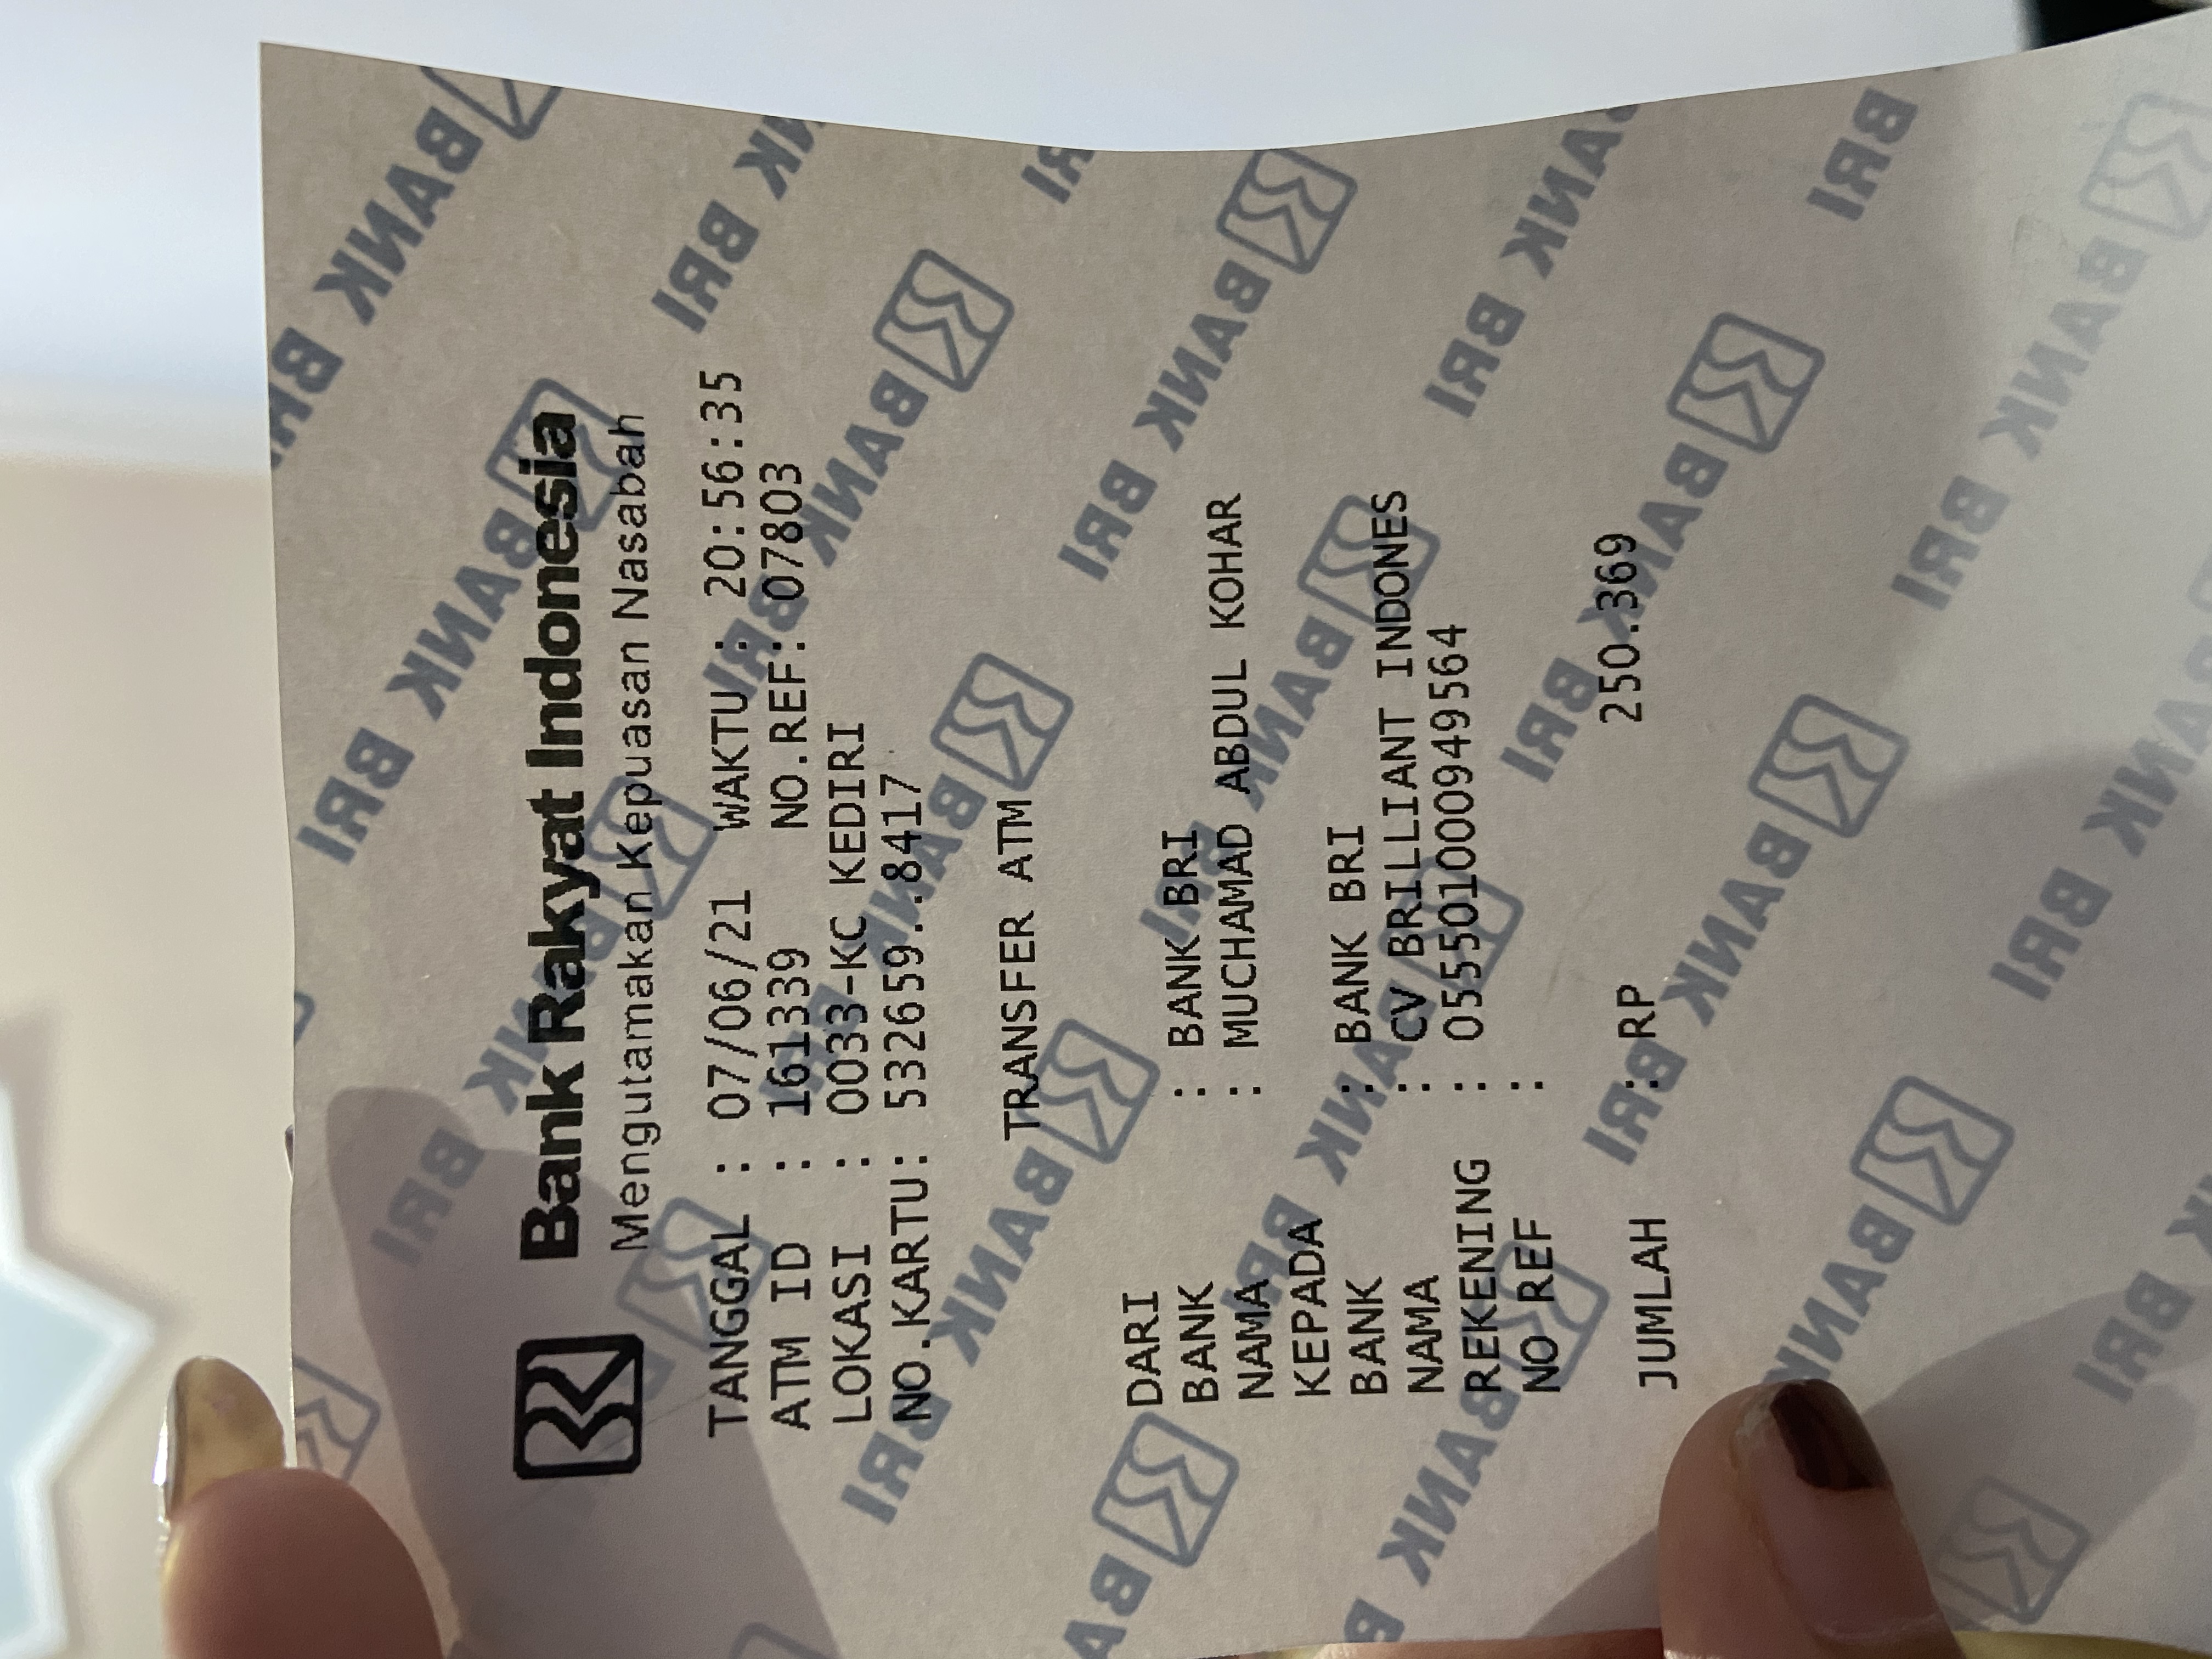 Bank Rakyat Indonesia
Mengutamakan Kepuasan Nasabah
TANGGAL : 07/06/21 WAKTU : 20:56:35
ATM ID : 161339 NO.REF: 07803
LOKASI : 0033-KC KEDIRI
NO.KARTU: 532659..8417
TRANSFER ATM
DARI
BANK : BANK BRI
NAMA : MUCHAMAD ABDUL KOHAR
KEPADA
BANK : BANK BRI
NAMA : CV BRILLIANT INDONES
REKENING : 055501000949564
NO REF :
JUMLAH : RP 250.369
BANK BRI